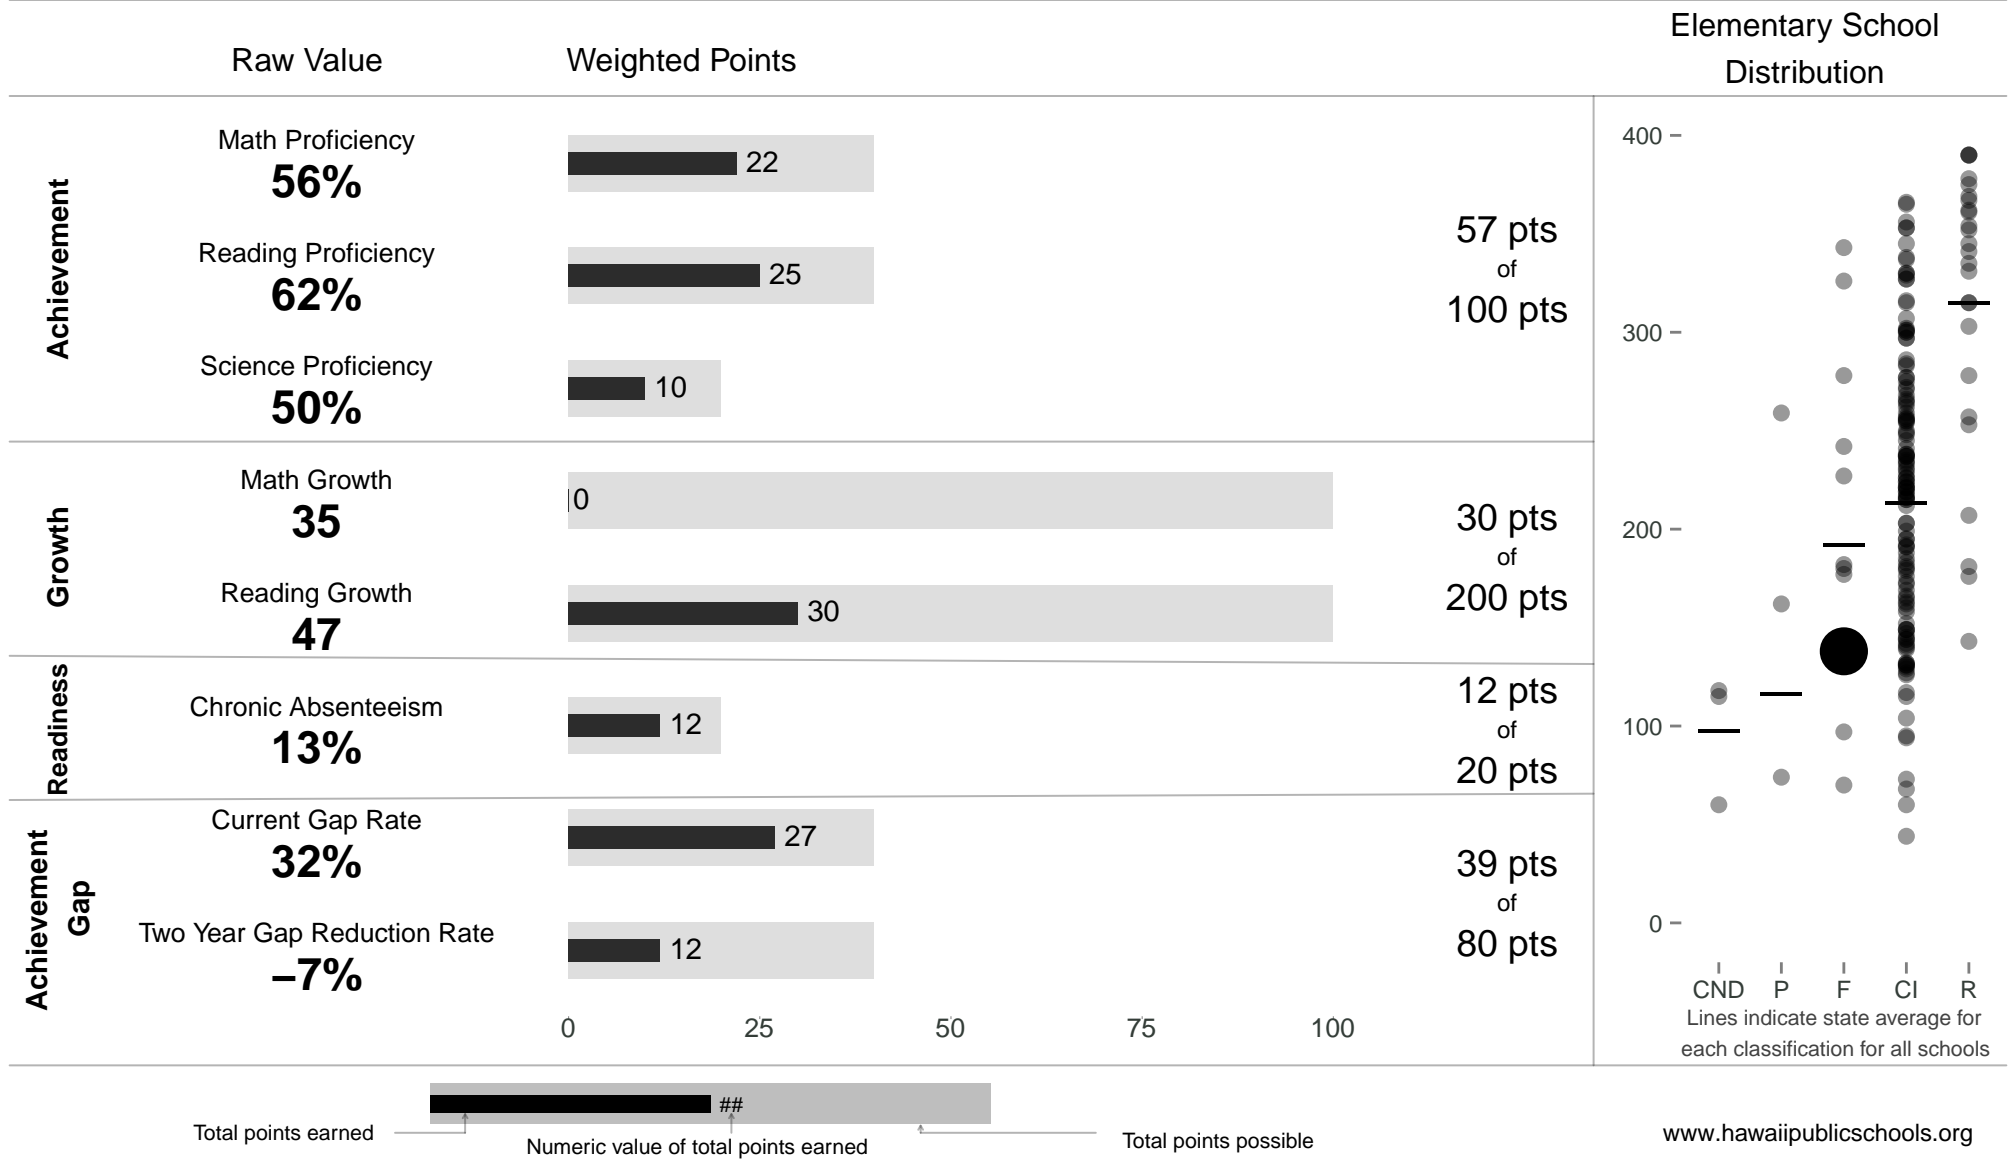 Raw Value
Weighted Points
Elementary School
Distribution
Achievement
Math Proficiency
56%
22
Reading Proficiency
62%
25
Science Proficiency
50%
10
57 pts
of
100 pts
Growth
Math Growth
35
0
Reading Growth
47
30
30 pts
of
200 pts
Readiness
Chronic Absenteeism
13%
12
12 pts
of
20 pts
Achievement
Gap
Current Gap Rate
32%
27
Two Year Gap Reduction Rate
–7%
12
39 pts
of
80 pts
0 25 50 75 100
400
300
200
100
0
CND P F CI R
Lines indicate state average for
each classification for all schools
##
Total points earned
Numeric value of total points earned
Total points possible
www.hawaiipublicschools.org